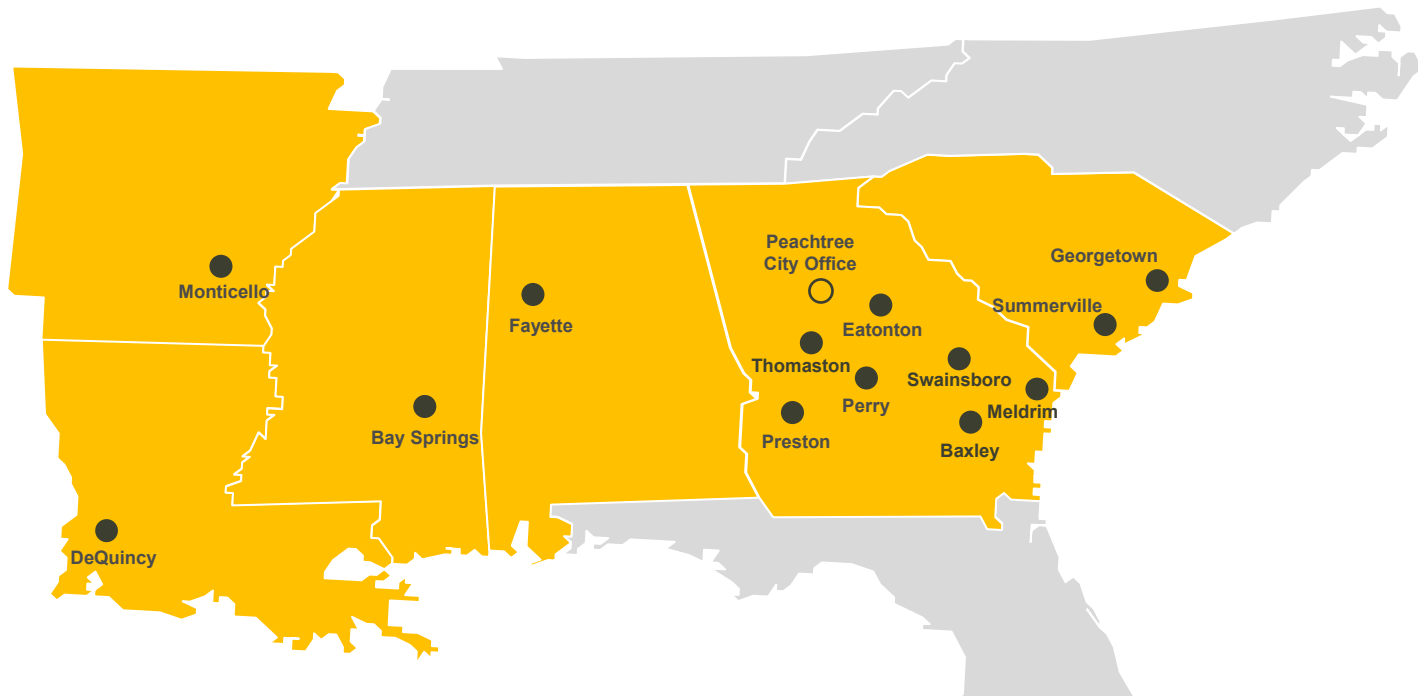 Peachtree
City Office
Georgetown
Monticello
Summerville
Fayette
Eatonton
Thomaston
Swainsboro
Perry
Meldrim
Bay Springs
Preston
Baxley
DeQuincy